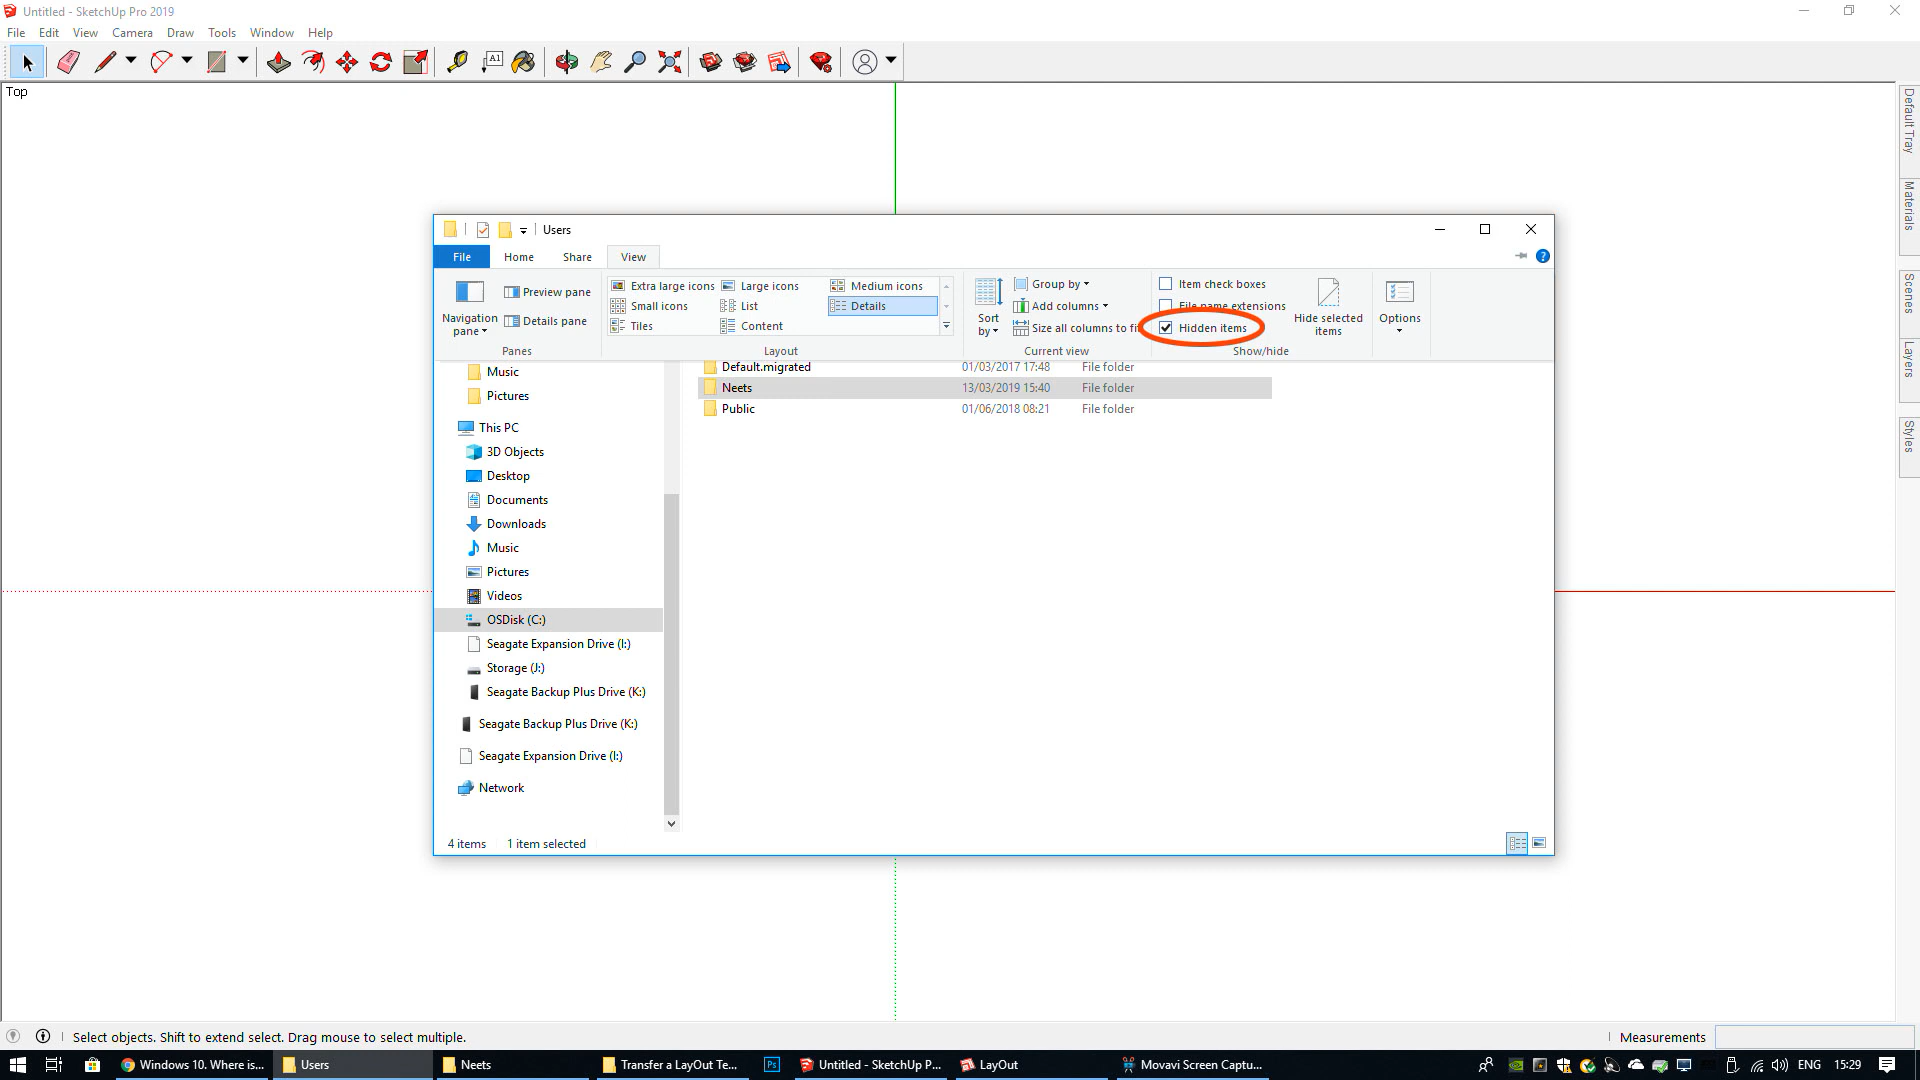 Untitled - SketchUp Pro 2019
File Edit View Camera Draw Tools Window Help
A1
Top
Default Tray
Materials
Scenes
Layers
Styles
Users
File Home Share View
Navigation pane
Preview pane
Details pane
Panes
Extra large icons Large icons Medium icons
Small icons List Details
Tiles Content
Layout
Sort by
Group by
Add columns
Size all columns to fi
Current view
Item check boxes
File name extensions
Hidden items
Hide selected items
Show/hide
Options
Music
Pictures
This PC
3D Objects
Desktop
Documents
Downloads
Music
Pictures
Videos
OSDisk (C:)
Seagate Expansion Drive (I:)
Storage (J:)
Seagate Backup Plus Drive (K:)
Seagate Backup Plus Drive (K:)
Seagate Expansion Drive (I:)
Network
Default.migrated 01/03/2017 17:48 File folder
Neets 13/03/2019 15:40 File folder
Public 01/06/2018 08:21 File folder
4 items 1 item selected
Select objects. Shift to extend select. Drag mouse to select multiple.
Measurements
Windows 10. Where is... Users Neets Transfer a LayOut Te... Ps Untitled - SketchUp P... LayOut Movavi Screen Captu... ENG 15:29